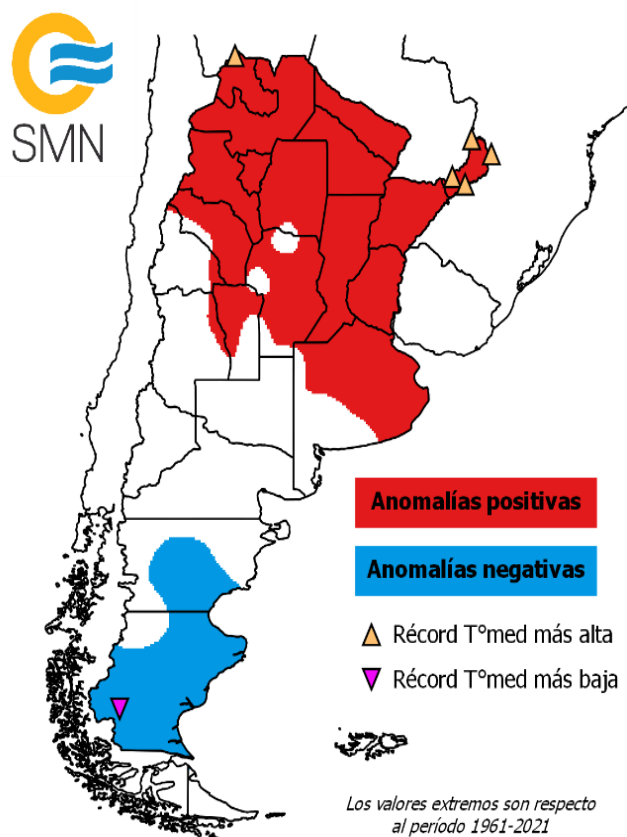 SMN
Anomalías positivas
Anomalías negativas
Récord T°med más alta
Récord T°med más baja
Los valores extremos son respecto
al período 1961-2021